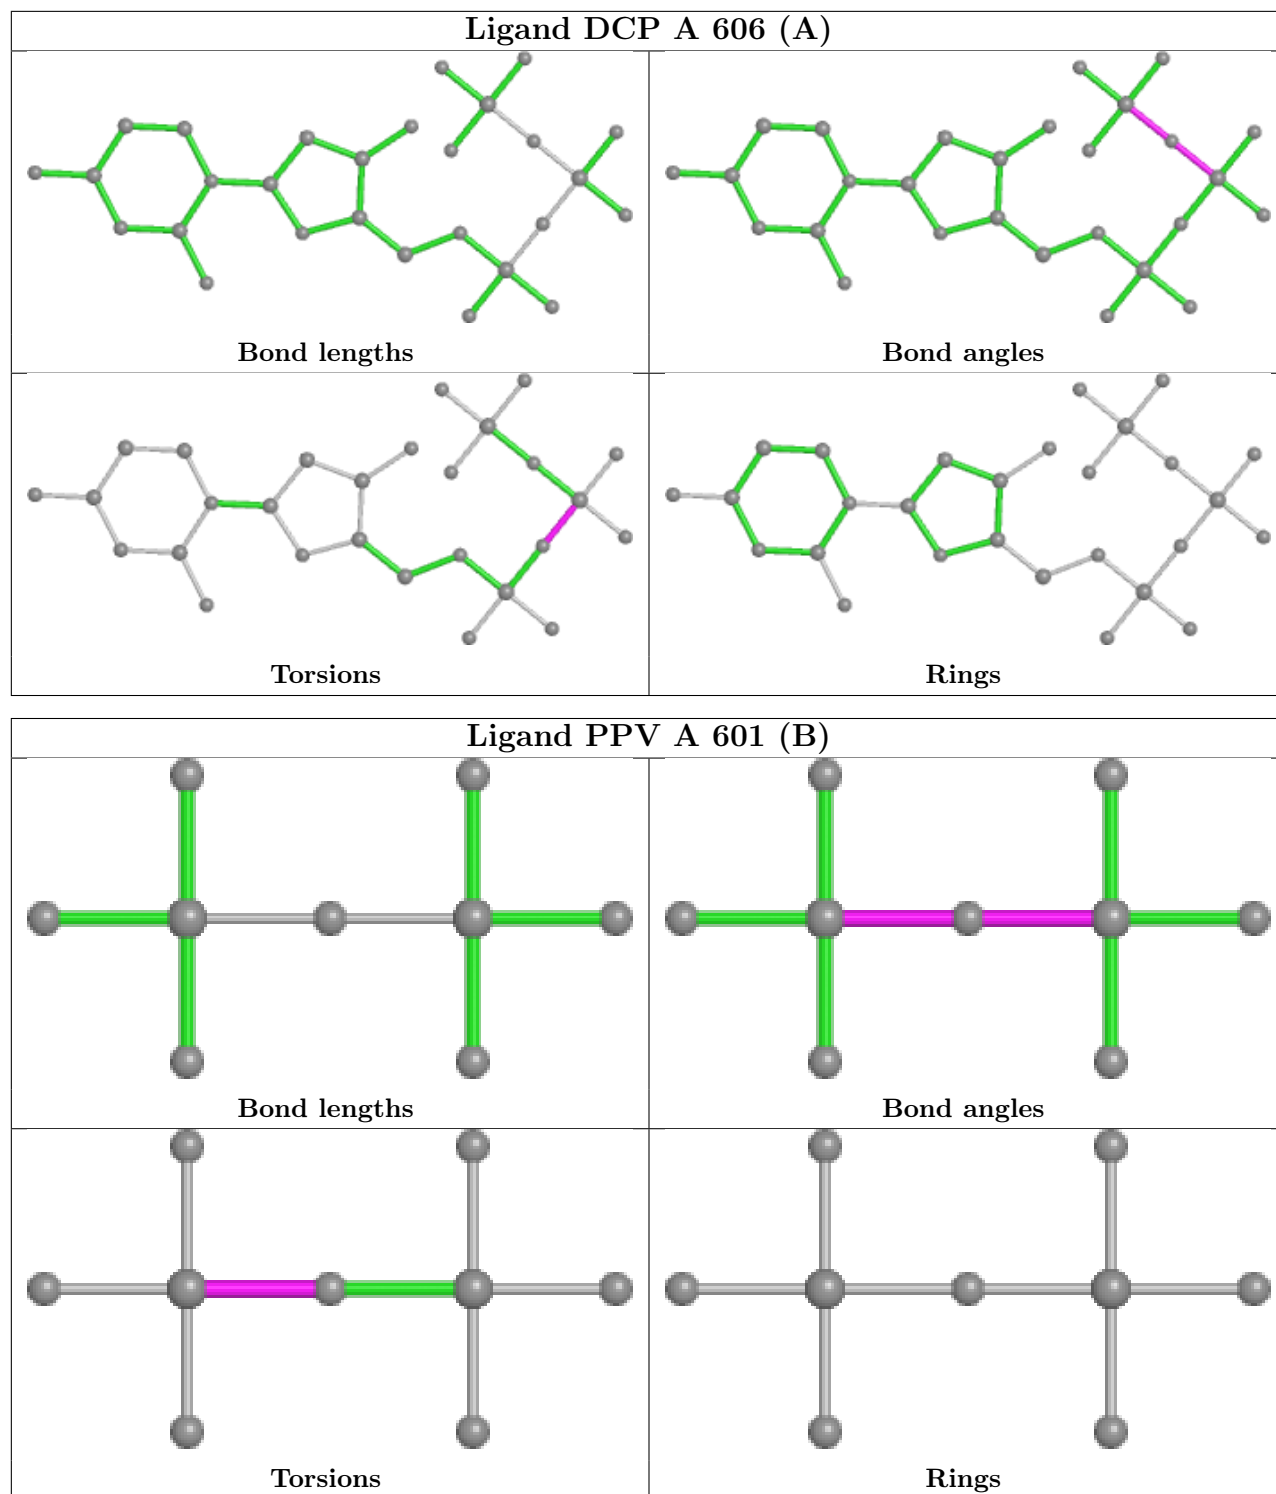 Ligand DCP A 606 (A)
Bond lengths
Bond angles
Torsions
Rings
Ligand PPV A 601 (B)
Bond lengths
Bond angles
Torsions
Rings